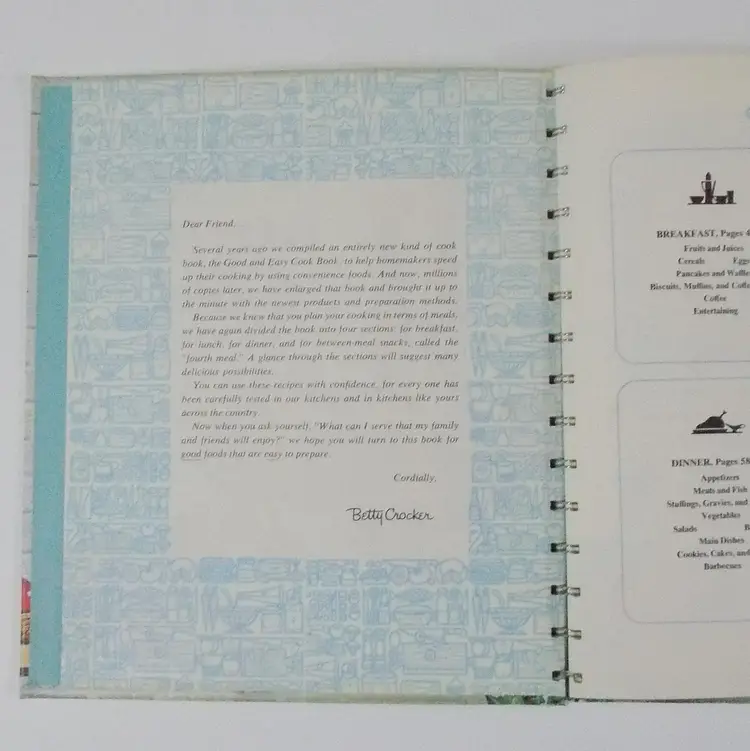 Dear Friend,
Several years ago we compiled an entirely new kind of cook
book, the Good and Easy Cook Book, to help homemakers speed
up their cooking by using convenience foods. And now, millions
of copies later, we have enlarged that book and brought it up to
the minute with the newest products and preparation methods.
Because we know that you plan your cooking in terms of meals,
we have again divided the book into four sections: for breakfast,
for lunch, for dinner, and for between-meal snacks, called the
"fourth meal." A glance through the sections will suggest many
delicious possibilities.
You can use these recipes with confidence, for every one has
been carefully tested in our kitchens and in kitchens like yours
across the country.
Now when you ask yourself, "What can I serve that my family
and friends will enjoy?" we hope you will turn to this book for
good foods that are easy to prepare.
Cordially,
Betty Crocker
BREAKFAST, Pages 4
Fruits and Juices
Cereals Eggs
Pancakes and Waffles
Biscuits, Muffins, and Coffe
Coffee
Entertaining
DINNER, Pages 58
Appetizers
Meats and Fish
Stuffings, Gravies, and
Vegetables
Salads B
Main Dishes
Cookies, Cakes, and
Barbecues